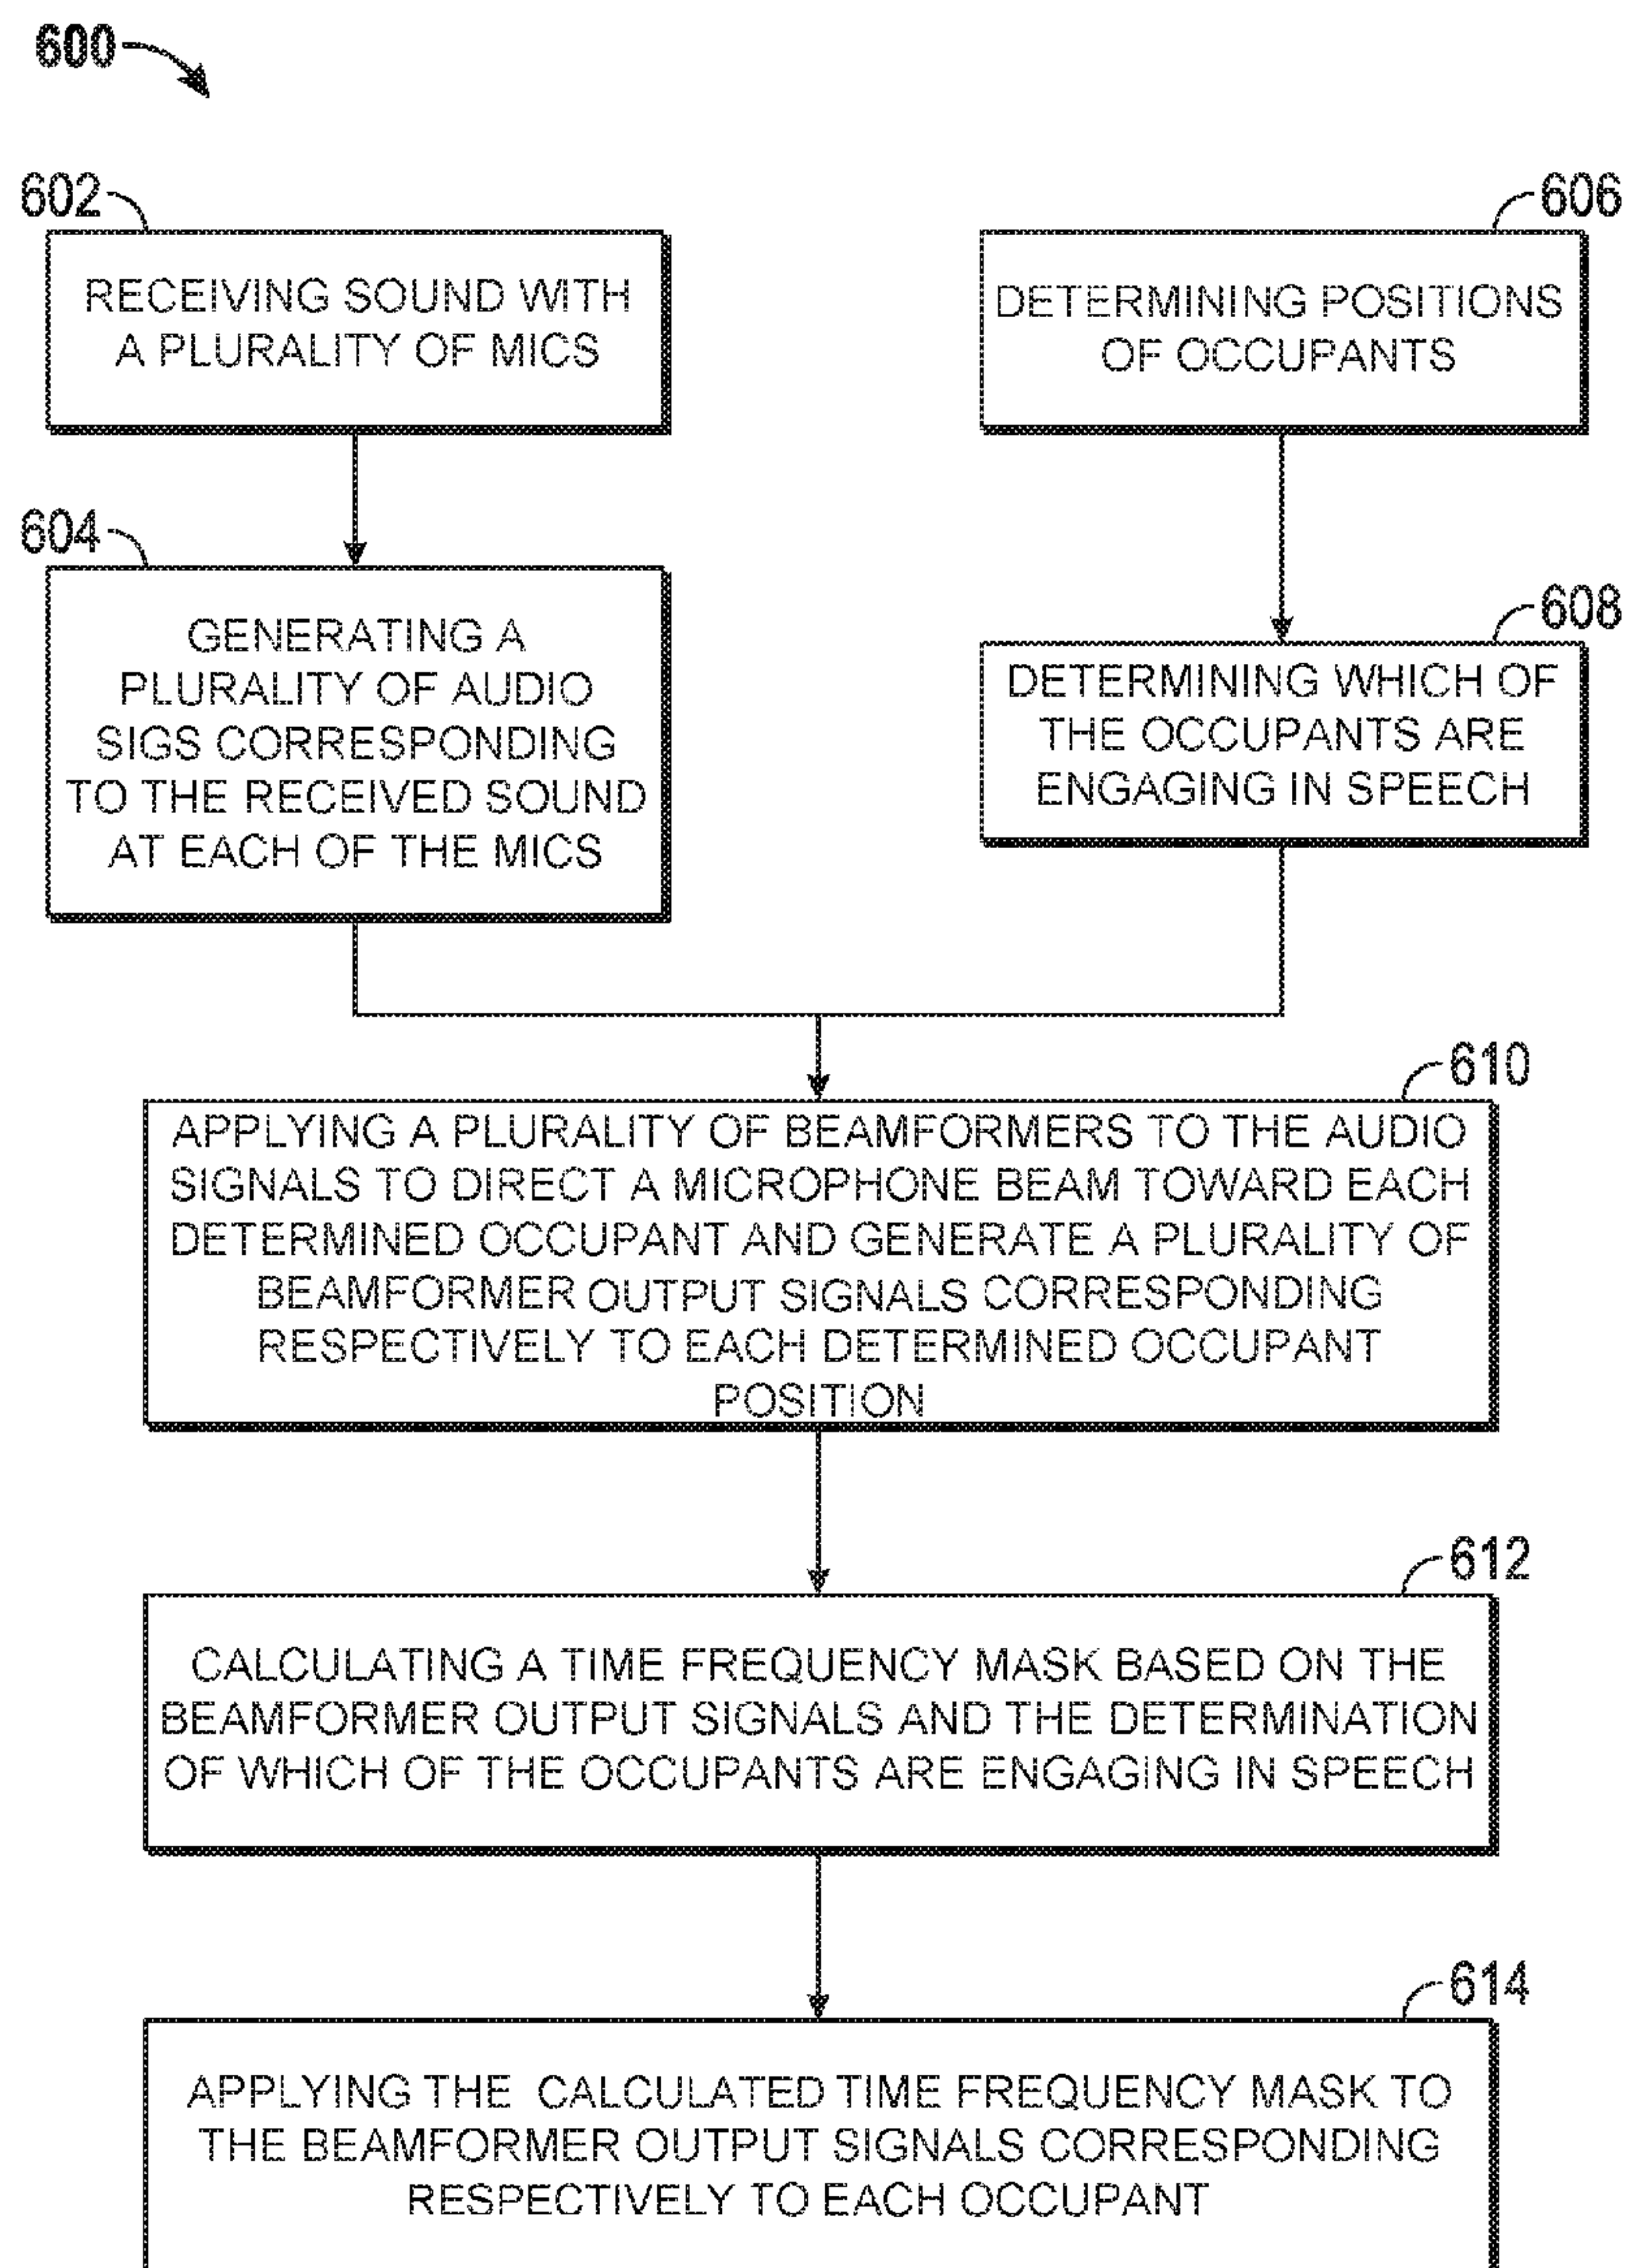 600
602
RECEIVING SOUND WITH
A PLURALITY OF MICS
606
DETERMINING POSITIONS
OF OCCUPANTS
604
GENERATING A
PLURALITY OF AUDIO
SIGS CORRESPONDING
TO THE RECEIVED SOUND
AT EACH OF THE MICS
608
DETERMINING WHICH OF
THE OCCUPANTS ARE
ENGAGING IN SPEECH
610
APPLYING A PLURALITY OF BEAMFORMERS TO THE AUDIO
SIGNALS TO DIRECT A MICROPHONE BEAM TOWARD EACH
DETERMINED OCCUPANT AND GENERATE A PLURALITY OF
BEAMFORMER OUTPUT SIGNALS CORRESPONDING
RESPECTIVELY TO EACH DETERMINED OCCUPANT
POSITION
612
CALCULATING A TIME FREQUENCY MASK BASED ON THE
BEAMFORMER OUTPUT SIGNALS AND THE DETERMINATION
OF WHICH OF THE OCCUPANTS ARE ENGAGING IN SPEECH
614
APPLYING THE CALCULATED TIME FREQUENCY MASK TO
THE BEAMFORMER OUTPUT SIGNALS CORRESPONDING
RESPECTIVELY TO EACH OCCUPANT